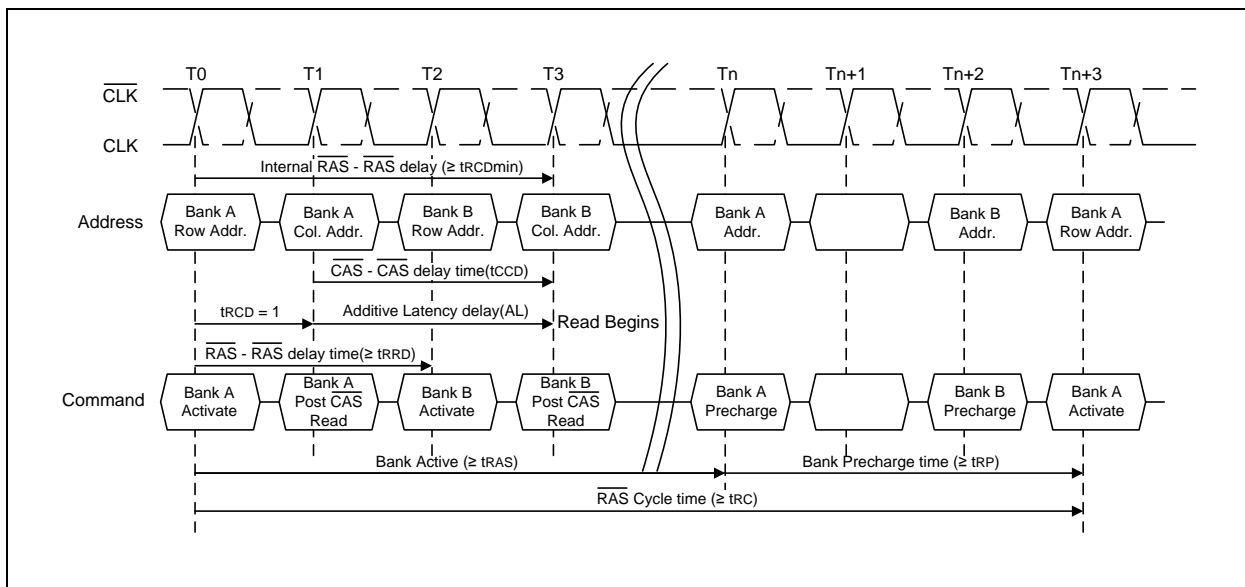 T0 T1 T2 T3 Tn Tn+1 Tn+2 Tn+3
CLK
CLK
Internal RAS - RAS delay (≥ tRCDmin)
Address
Bank A
Row Addr.
Bank A
Col. Addr.
Bank B
Row Addr.
Bank B
Col. Addr.
Bank A
Addr.
Bank B
Addr.
Bank A
Row Addr.
CAS - CAS delay time(tCCD)
tRCD = 1
Additive Latency delay(AL)
Read Begins
RAS - RAS delay time(≥ tRRD)
Command
Bank A
Activate
Bank A
Post CAS
Read
Bank B
Activate
Bank B
Post CAS
Read
Bank A
Precharge
Bank B
Precharge
Bank A
Activate
Bank Active (≥ tRAS)
Bank Precharge time (≥ tRP)
RAS Cycle time (≥ tRC)